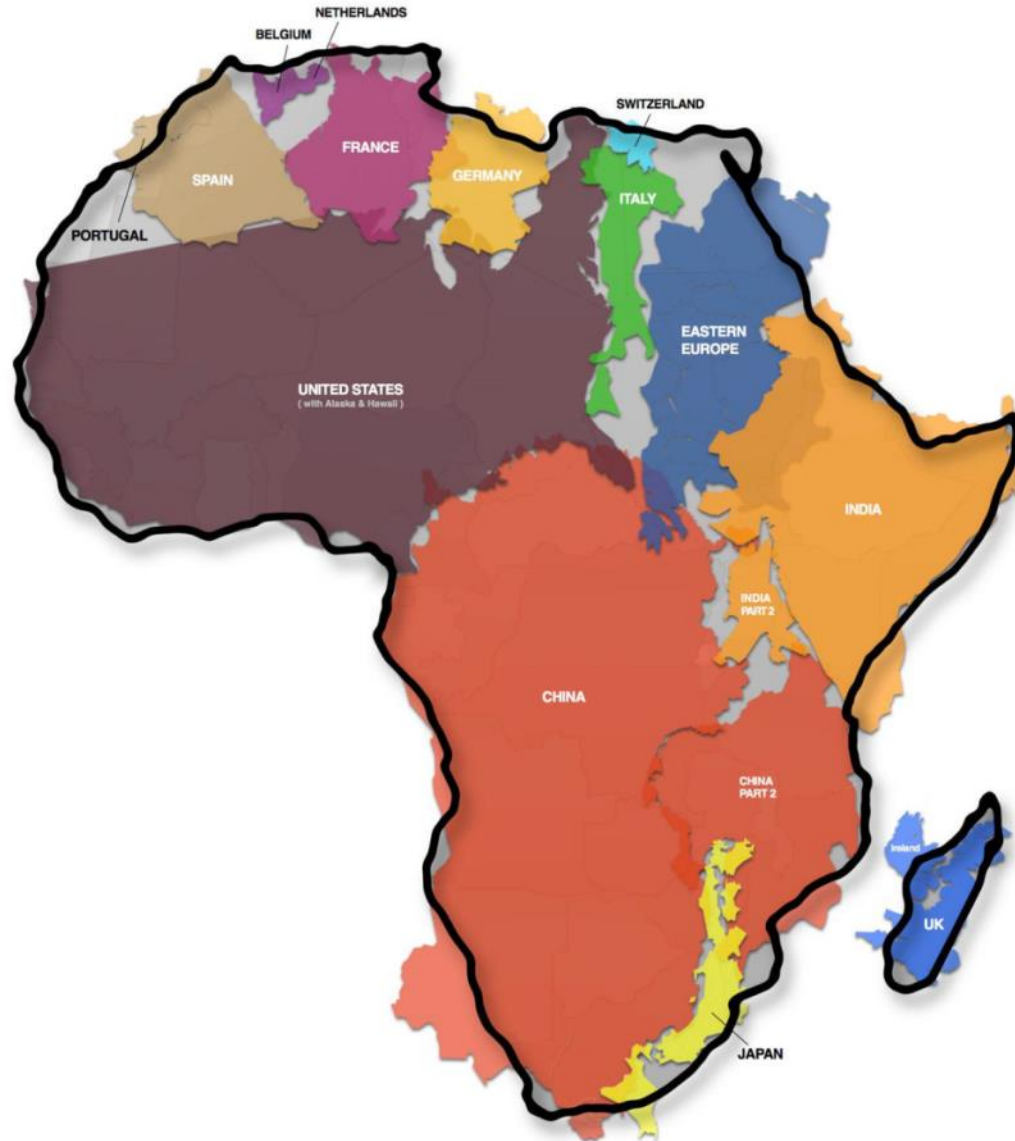 NETHERLANDS
BELGIUM
SWITZERLAND
FRANCE
GERMANY
SPAIN
ITALY
PORTUGAL
EASTERN
EUROPE
UNITED STATES
( with Alaska & Hawaii )
INDIA
INDIA
PART 2
CHINA
CHINA
PART 2
Ireland
UK
JAPAN